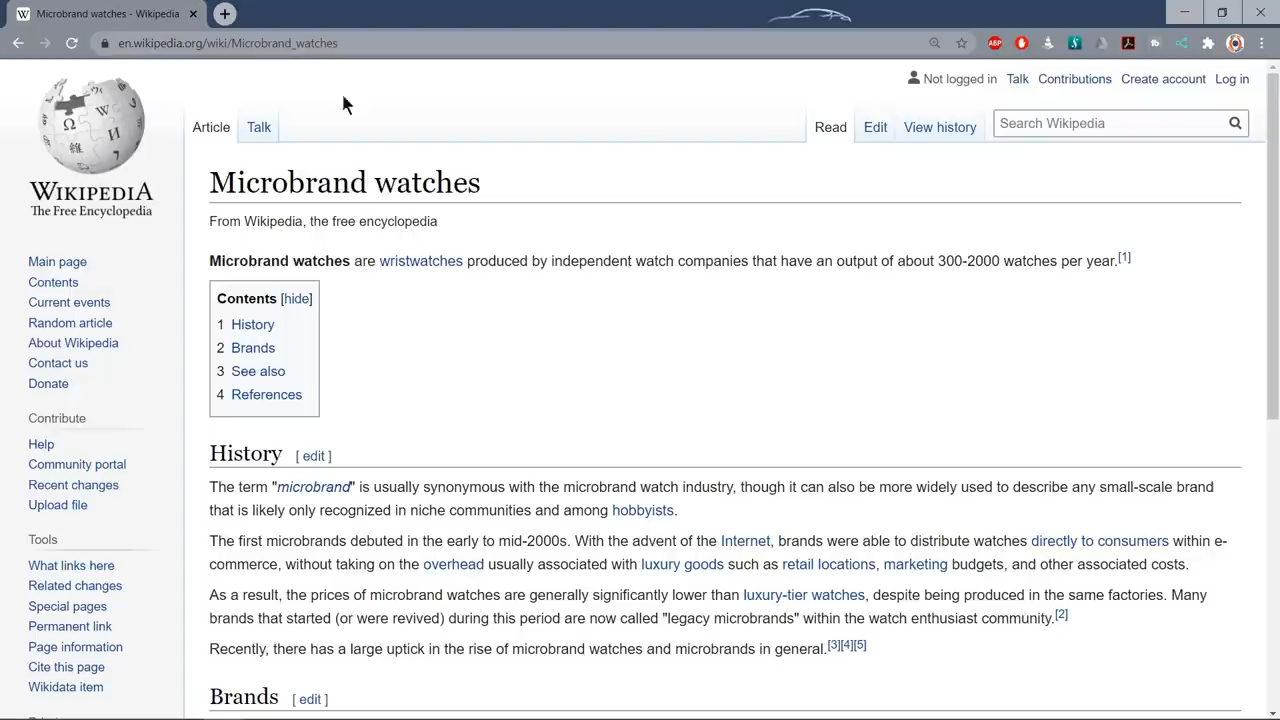 Microbrand watches - Wikipedia
en.wikipedia.org/wiki/Microbrand_watches
ABP
Not logged in Talk Contributions Create account Log in
Article Talk Read Edit View history Search Wikipedia
WIKIPEDIA
The Free Encyclopedia
Main page
Contents
Current events
Random article
About Wikipedia
Contact us
Donate
Contribute
Help
Community portal
Recent changes
Upload file
Tools
What links here
Related changes
Special pages
Permanent link
Page information
Cite this page
Wikidata item
Microbrand watches
From Wikipedia, the free encyclopedia
Microbrand watches are wristwatches produced by independent watch companies that have an output of about 300-2000 watches per year.[1]
Contents [hide]
1 History
2 Brands
3 See also
4 References
History [ edit ]
The term "microbrand" is usually synonymous with the microbrand watch industry, though it can also be more widely used to describe any small-scale brand
that is likely only recognized in niche communities and among hobbyists.
The first microbrands debuted in the early to mid-2000s. With the advent of the Internet, brands were able to distribute watches directly to consumers within e-
commerce, without taking on the overhead usually associated with luxury goods such as retail locations, marketing budgets, and other associated costs.
As a result, the prices of microbrand watches are generally significantly lower than luxury-tier watches, despite being produced in the same factories. Many
brands that started (or were revived) during this period are now called "legacy microbrands" within the watch enthusiast community.[2]
Recently, there has a large uptick in the rise of microbrand watches and microbrands in general.[3][4][5]
Brands [ edit ]